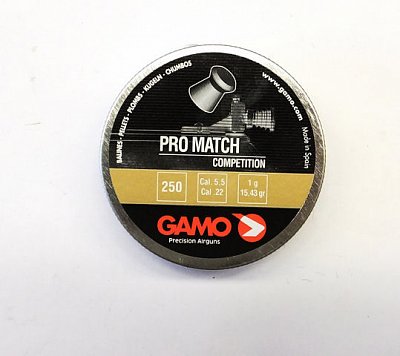 BALINES - PELLETS - PLOMBS - KUGELN - CHUMBOS
www.gamo.com
Made in Spain
PRO MATCH
COMPETITION
250
Cal. 5.5
Cal .22
1 g
15,43 gr
GAMO
Precision Airguns